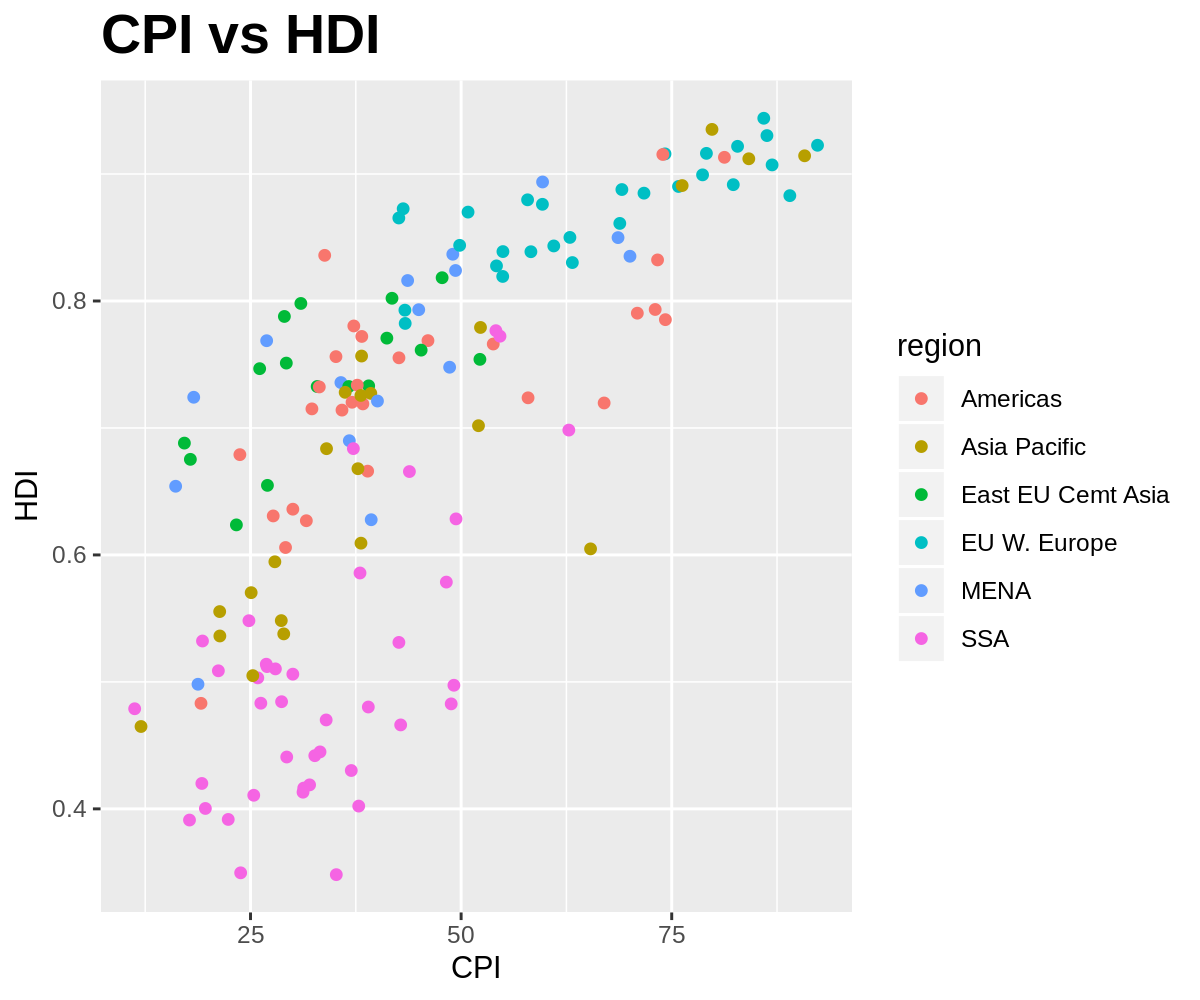 CPI vs HDI
HDI
0.8
0.6
0.4
25 50 75
CPI
region
Americas
Asia Pacific
East EU Cemt Asia
EU W. Europe
MENA
SSA